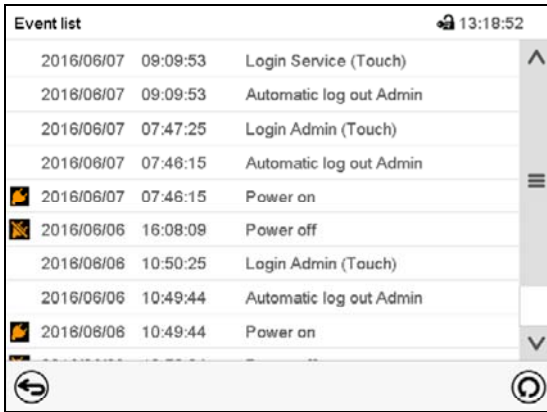 Event list 13:18:52
2016/06/07 09:09:53 Login Service (Touch)
2016/06/07 09:09:53 Automatic log out Admin
2016/06/07 07:47:25 Login Admin (Touch)
2016/06/07 07:46:15 Automatic log out Admin
2016/06/07 07:46:15 Power on
2016/06/06 16:08:09 Power off
2016/06/06 10:50:25 Login Admin (Touch)
2016/06/06 10:49:44 Automatic log out Admin
2016/06/06 10:49:44 Power on